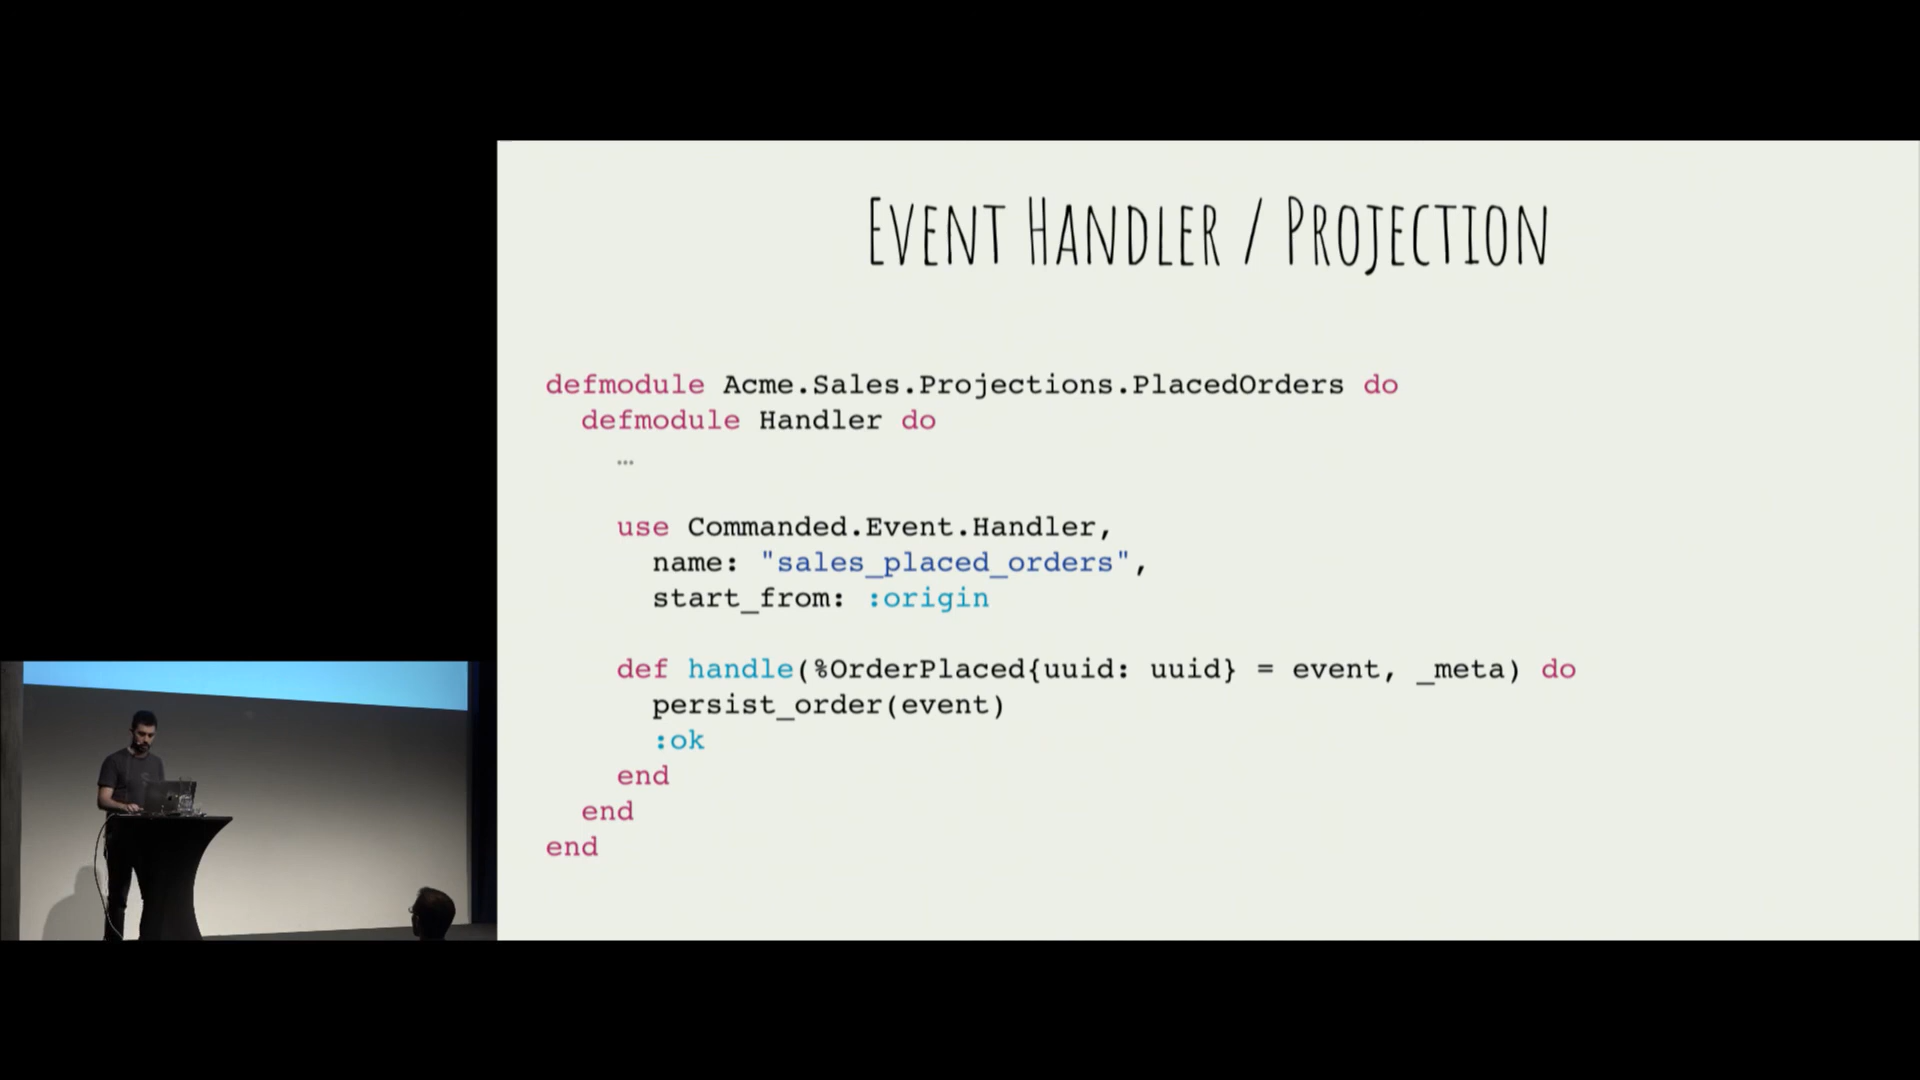 EVENT HANDLER / PROJECTION
defmodule Acme.Sales.Projections.PlacedOrders do
defmodule Handler do
…
use Commanded.Event.Handler,
name: "sales_placed_orders",
start_from: :origin
def handle(%OrderPlaced{uuid: uuid} = event, _meta) do
persist_order(event)
:ok
end
end
end